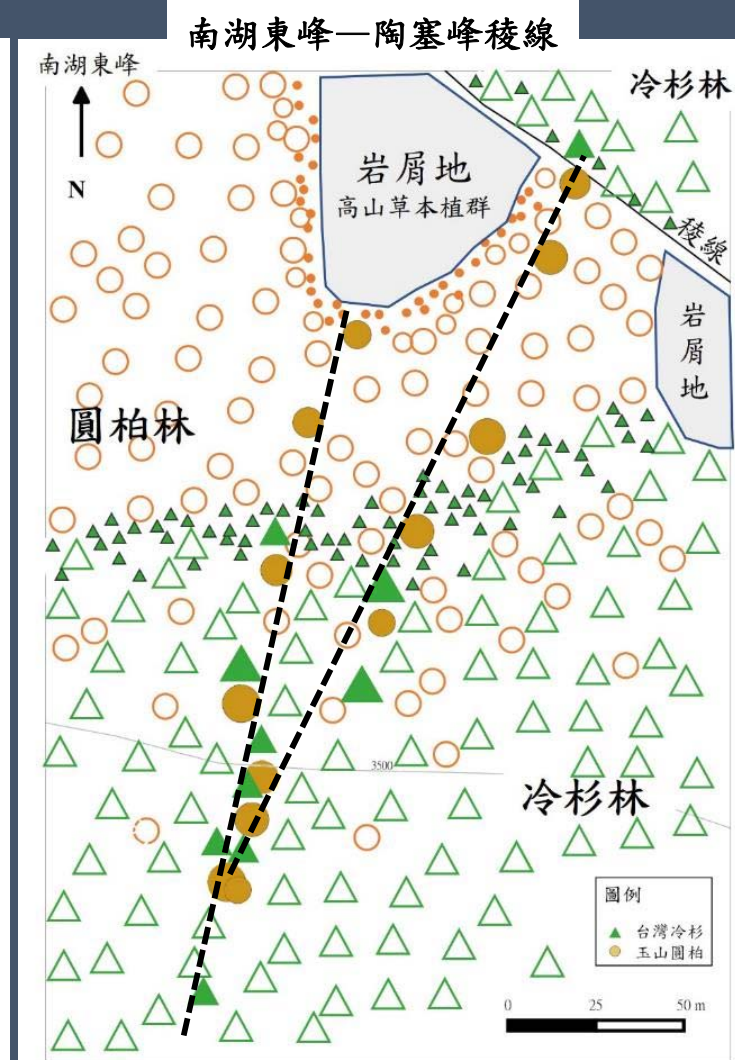 南湖東峰—陶塞峰稜線
南湖東峰
冷杉林
N
岩屑地
高山草本植群
稜線
岩屑地
圓柏林
3500
冷杉林
圖例
台灣冷杉
玉山圓柏
0 25 50 m